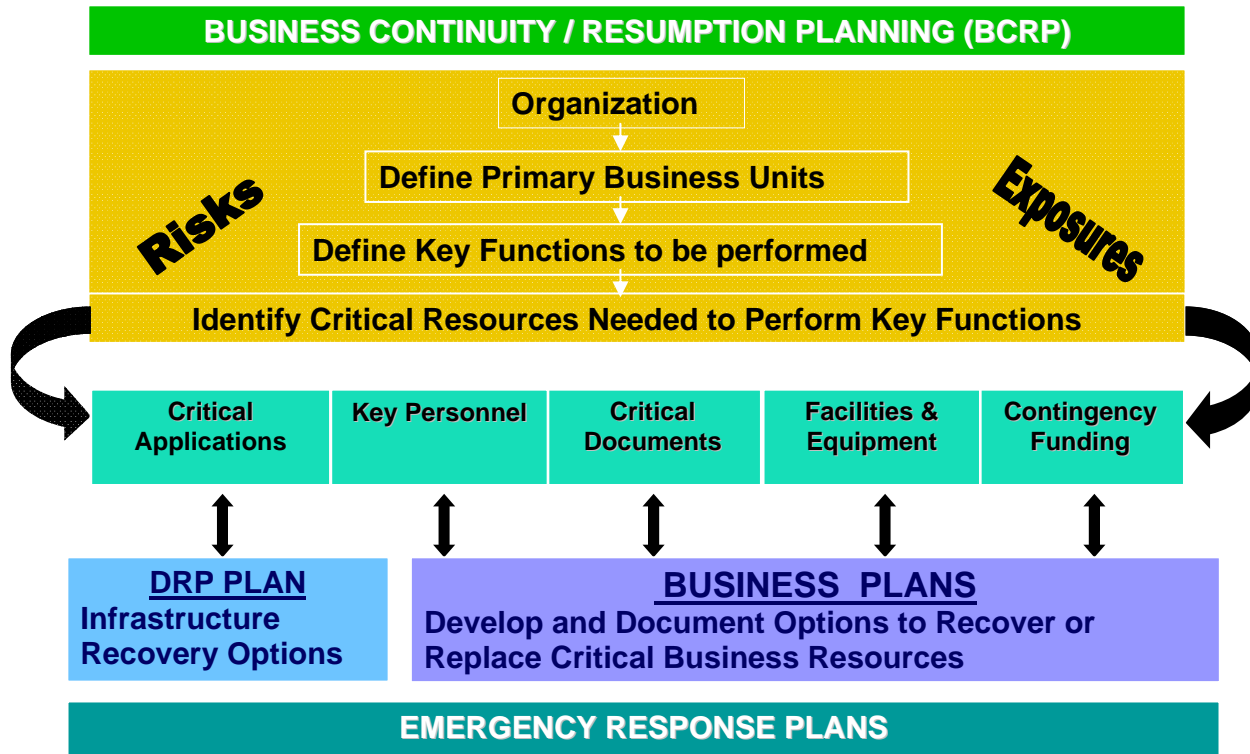 BUSINESS CONTINUITY / RESUMPTION PLANNING (BCRP)
Organization
Define Primary Business Units
Risks
Exposures
Define Key Functions to be performed
Identify Critical Resources Needed to Perform Key Functions
Critical
Applications
Key Personnel
Critical
Documents
Facilities &
Equipment
Contingency
Funding
DRP PLAN
Infrastructure
Recovery Options
BUSINESS PLANS
Develop and Document Options to Recover or
Replace Critical Business Resources
EMERGENCY RESPONSE PLANS